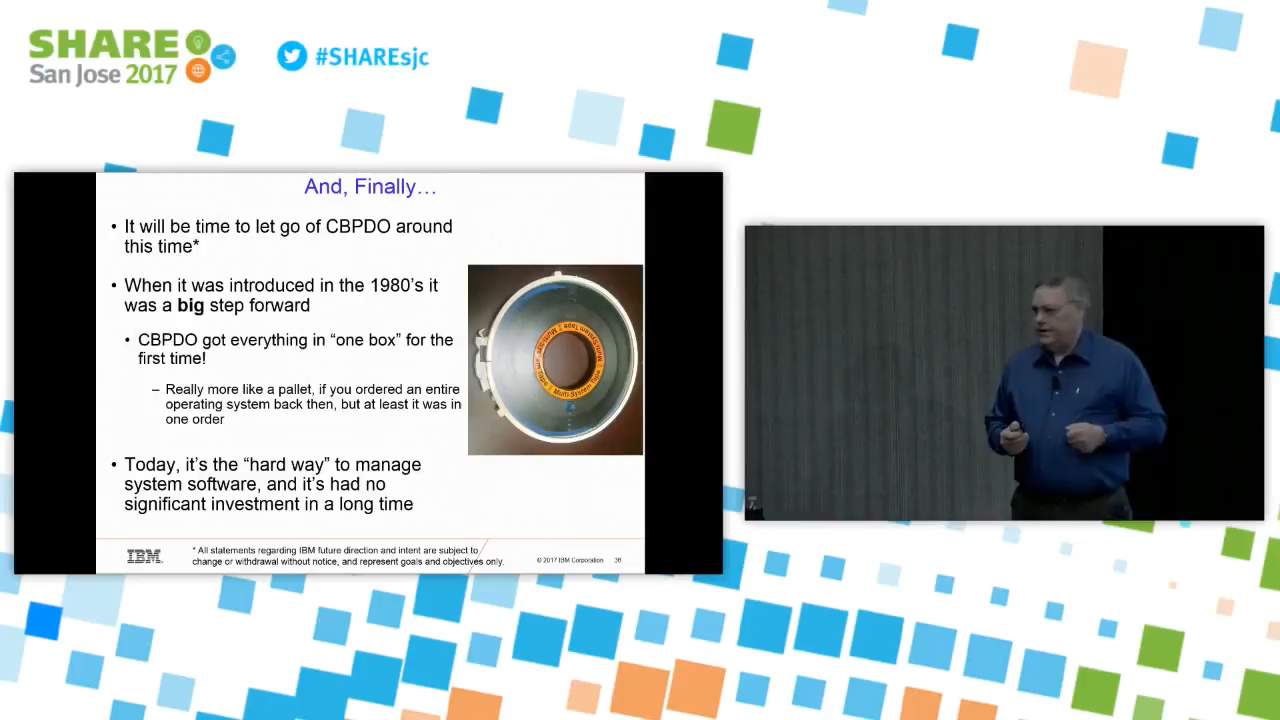 SHARE
San Jose 2017
#SHAREsjc
And, Finally…
• It will be time to let go of CBPDO around
this time*
• When it was introduced in the 1980's it
was a big step forward
• CBPDO got everything in “one box” for the
first time!
– Really more like a pallet, if you ordered an entire
operating system back then, but at least it was in
one order
• Today, it's the “hard way” to manage
system software, and it's had no
significant investment in a long time
Multi-System Tape
IBM
* All statements regarding IBM future direction and intent are subject to
change or withdrawal without notice, and represent goals and objectives only.
© 2017 IBM Corporation 36